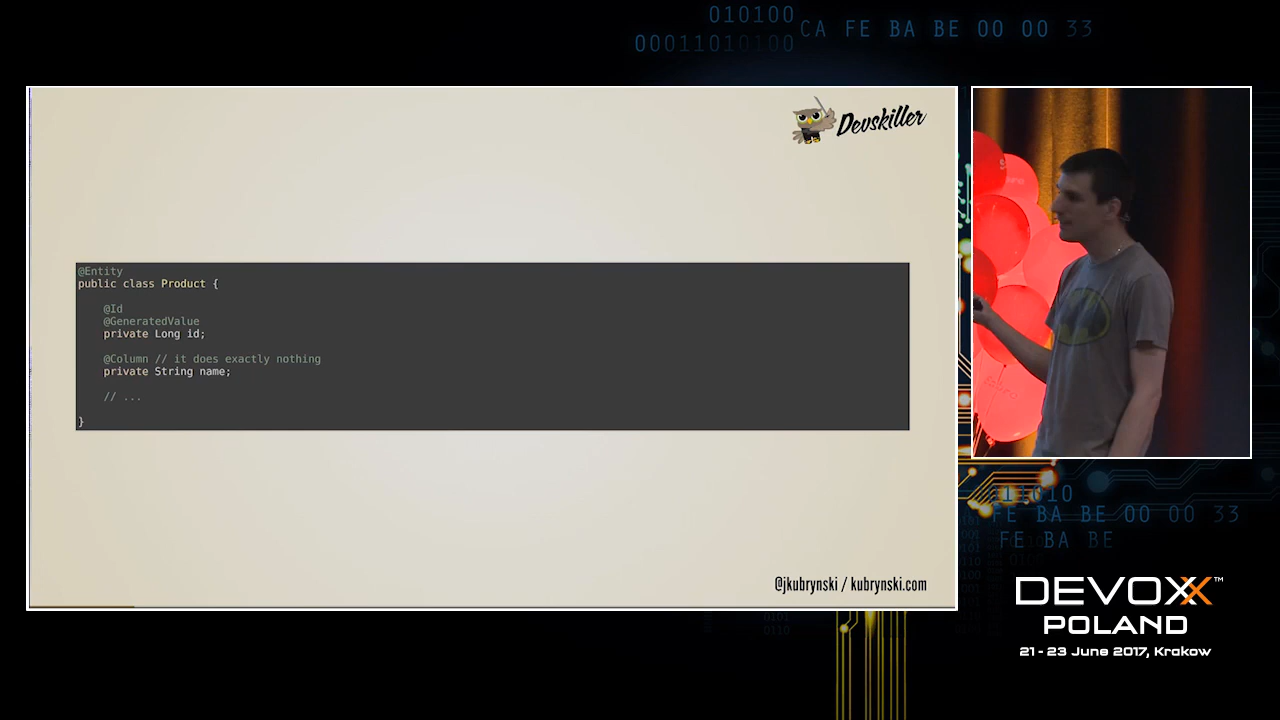 010100
00011010100
CA FE BA BE 00 00 33
Devskiller
@Entity
public class Product {
@Id
@GeneratedValue
private Long id;
@Column // it does exactly nothing
private String name;
// ...
}
@jkubrynski / kubrynski.com
011010
FE BA BE 00 00 33
FE BA BE
DEVOXX™
POLAND
21 - 23 June 2017, Krakow